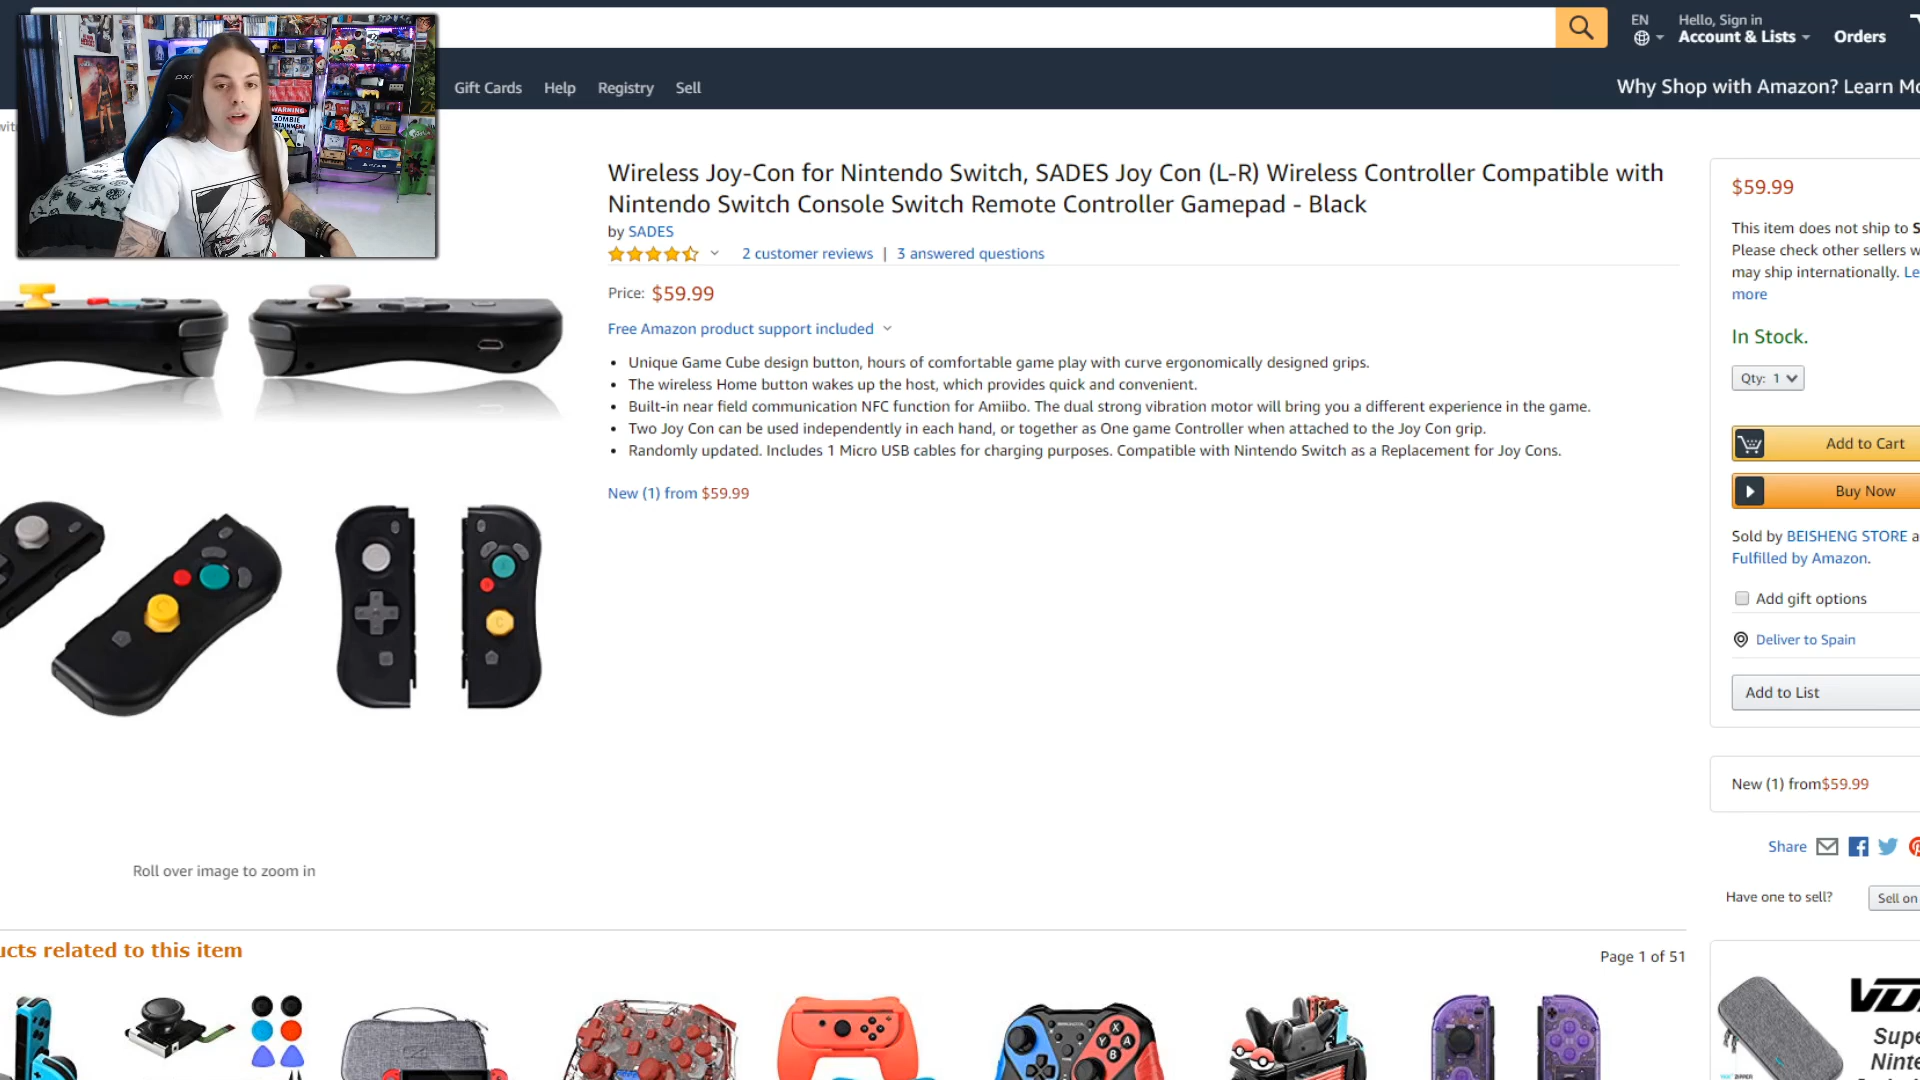 EN
Hello, Sign in
Account & Lists
Orders
Gift Cards
Help
Registry
Sell
Why Shop with Amazon? Learn
WARNING
ZOMBIE
Wireless Joy-Con for Nintendo Switch, SADES Joy Con (L-R) Wireless Controller Compatible with
Nintendo Switch Console Switch Remote Controller Gamepad - Black
by SADES
2 customer reviews | 3 answered questions
Price: $59.99
Free Amazon product support included
• Unique Game Cube design button, hours of comfortable game play with curve ergonomically designed grips.
• The wireless Home button wakes up the host, which provides quick and convenient.
• Built-in near field communication NFC function for Amiibo. The dual strong vibration motor will bring you a different experience in the game.
• Two Joy Con can be used independently in each hand, or together as One game Controller when attached to the Joy Con grip.
• Randomly updated. Includes 1 Micro USB cables for charging purposes. Compatible with Nintendo Switch as a Replacement for Joy Cons.
New (1) from $59.99
$59.99
This item does not ship to
Please check other sellers
may ship internationally.
more
In Stock.
Qty: 1
Add to Cart
Buy Now
Sold by BEISHENG STORE
Fulfilled by Amazon.
Add gift options
Deliver to Spain
Add to List
New (1) from$59.99
Share
Have one to sell?
Sell on
Roll over image to zoom in
related to this item
Page 1 of 51
X
Y A
B